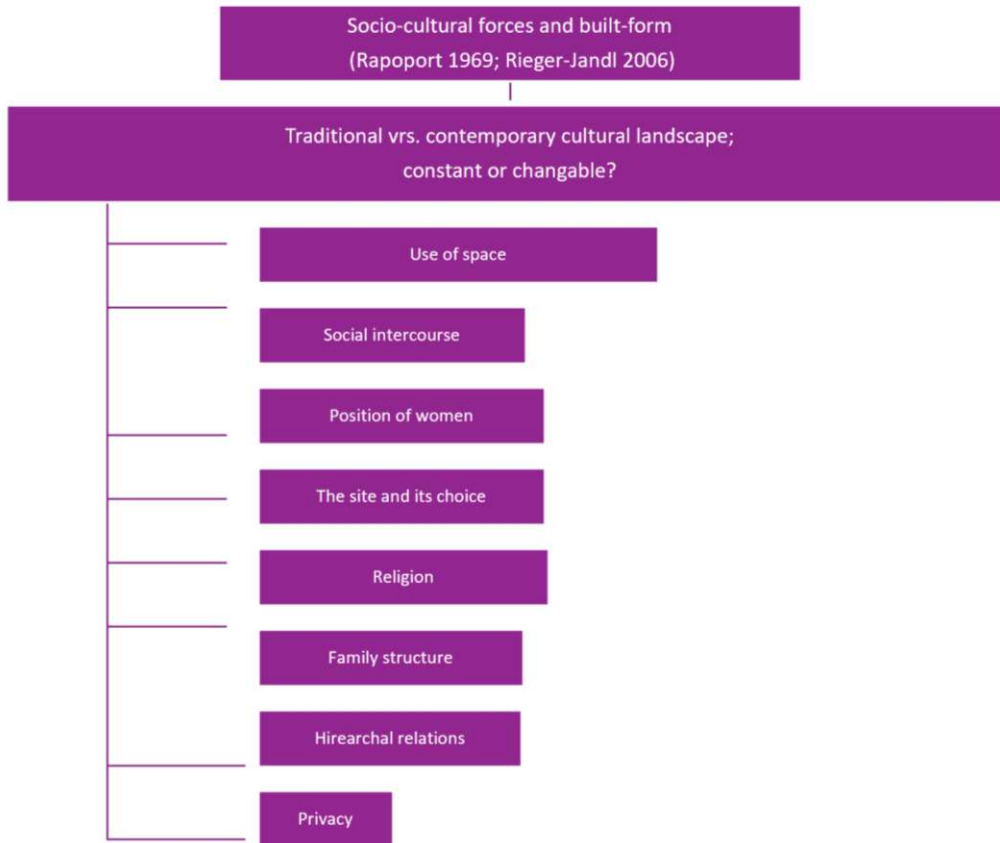 Socio-cultural forces and built-form
(Rapoport 1969; Rieger-Jandl 2006)
Traditional vrs. contemporary cultural landscape;
constant or changable?
Use of space
Social intercourse
Position of women
The site and its choice
Religion
Family structure
Hirearchal relations
Privacy